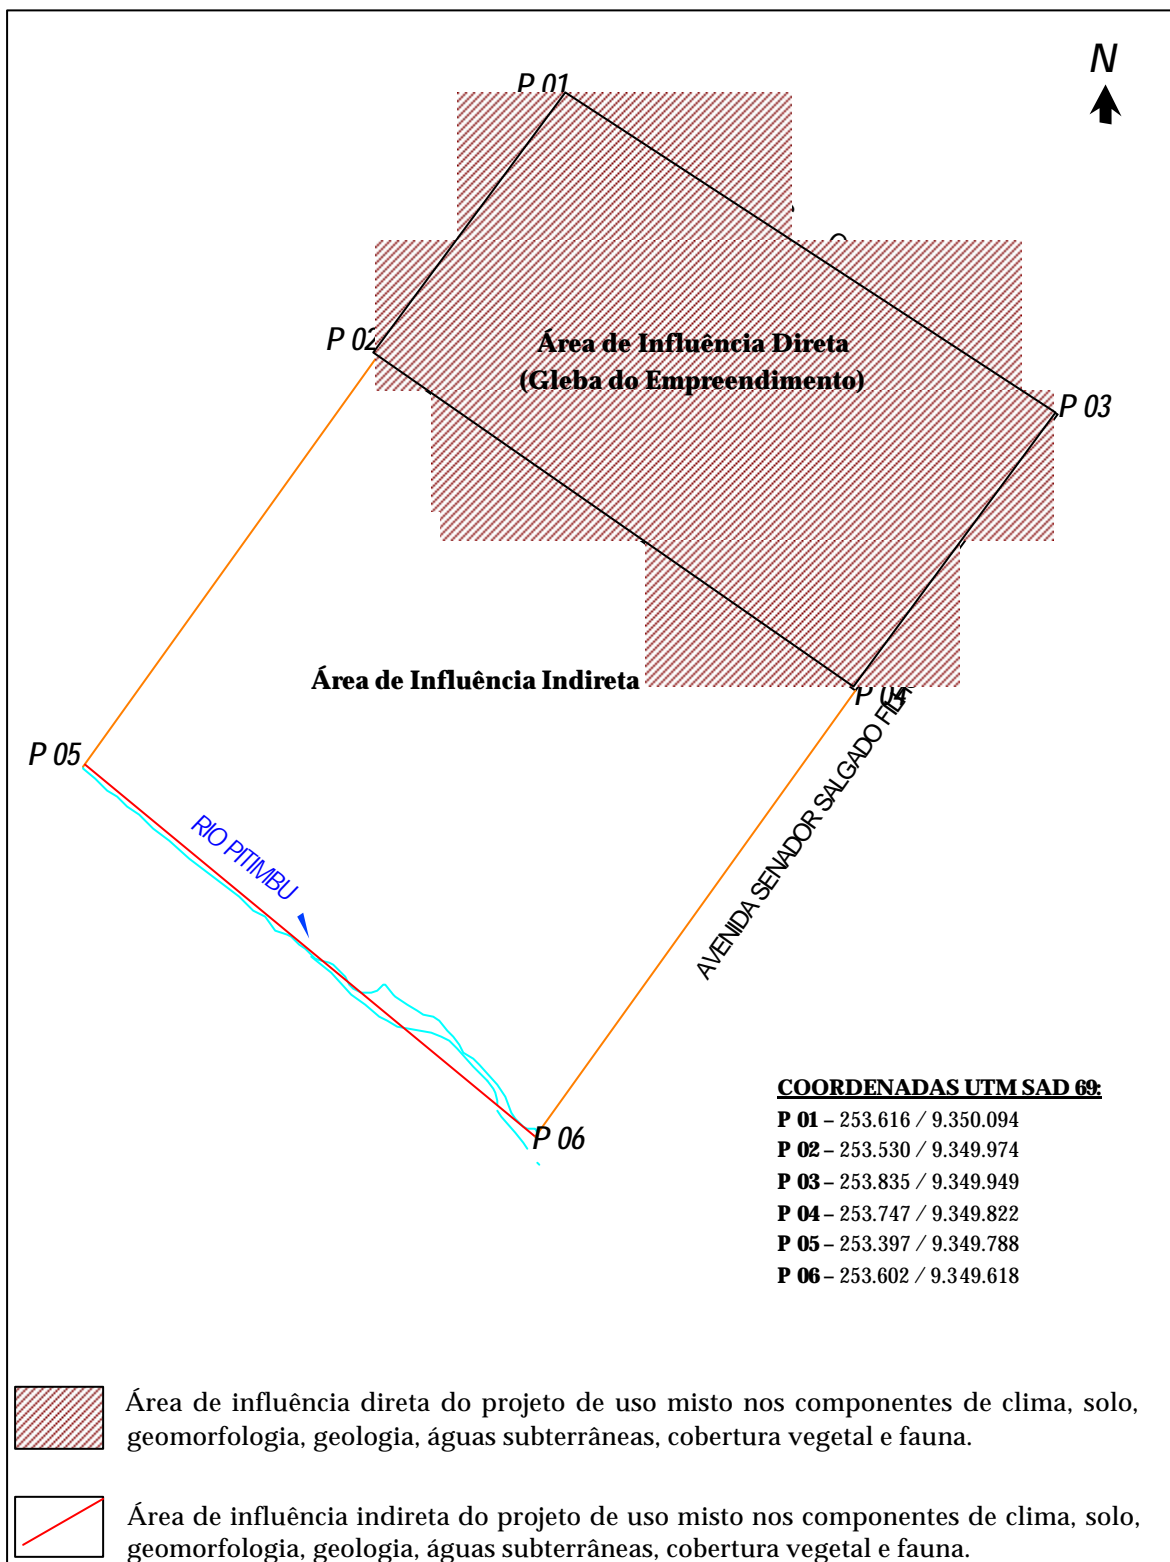 N
P 01
Área de Influência Direta
(Gleba do Empreendimento)
P 02
P 03
Área de Influência Indireta
P 04
P 05
RIO PITIMBU
AVENIDA SENADOR SALGADO
P 06
COORDENADAS UTM SAD 69:
P 01 – 253.616 / 9.350.094
P 02 – 253.530 / 9.349.974
P 03 – 253.835 / 9.349.949
P 04 – 253.747 / 9.349.822
P 05 – 253.397 / 9.349.788
P 06 – 253.602 / 9.349.618
Área de influência direta do projeto de uso misto nos componentes de clima, solo,
geomorfologia, geologia, águas subterrâneas, cobertura vegetal e fauna.
Área de influência indireta do projeto de uso misto nos componentes de clima, solo,
geomorfologia, geologia, águas subterrâneas, cobertura vegetal e fauna.